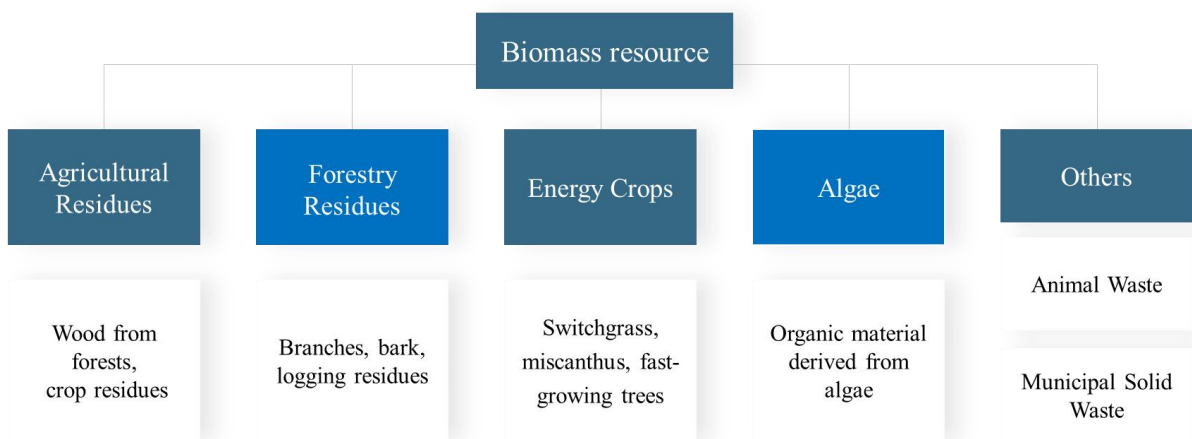 Biomass resource
Agricultural
Residues
Forestry
Residues
Energy Crops
Algae
Others
Wood from
forests,
crop residues
Branches, bark,
logging residues
Switchgrass,
miscanthus, fast-
growing trees
Organic material
derived from
algae
Animal Waste
Municipal Solid
Waste